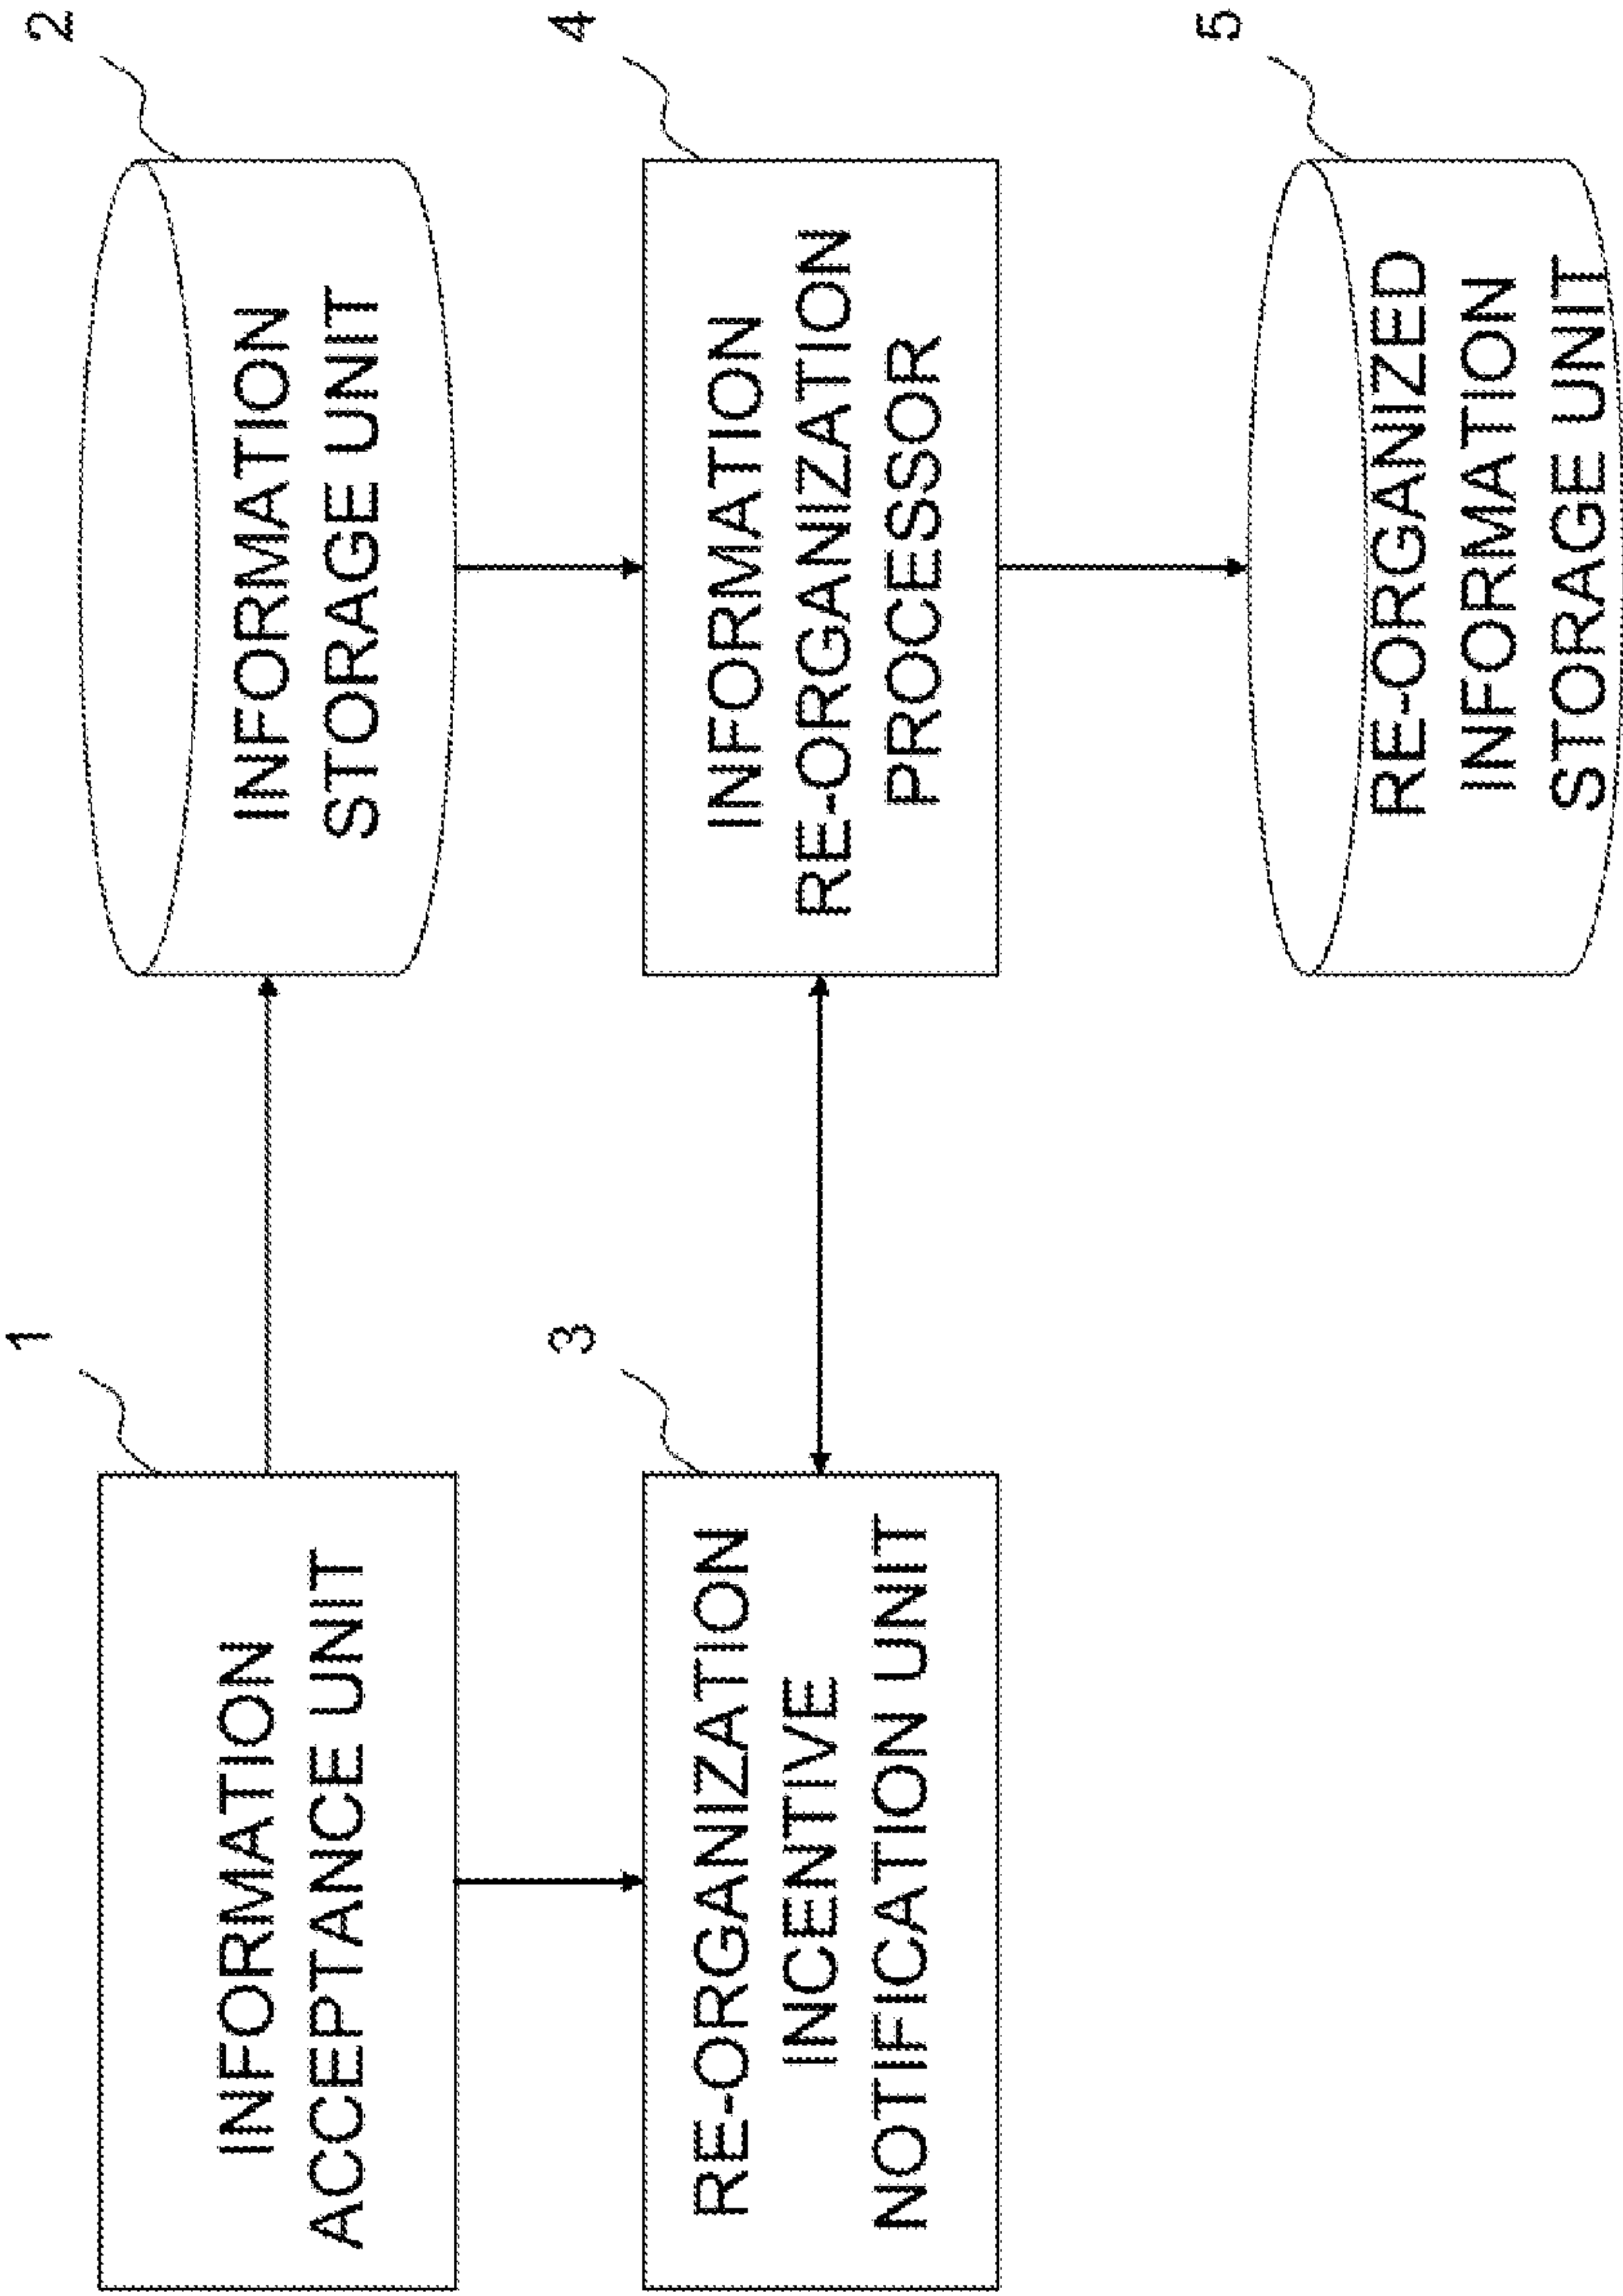 1
INFORMATION
ACCEPTANCE UNIT
2
INFORMATION
STORAGE UNIT
3
RE-ORGANIZATION
INCENTIVE
NOTIFICATION UNIT
4
INFORMATION
RE-ORGANIZATION
PROCESSOR
5
RE-ORGANIZED
INFORMATION
STORAGE UNIT